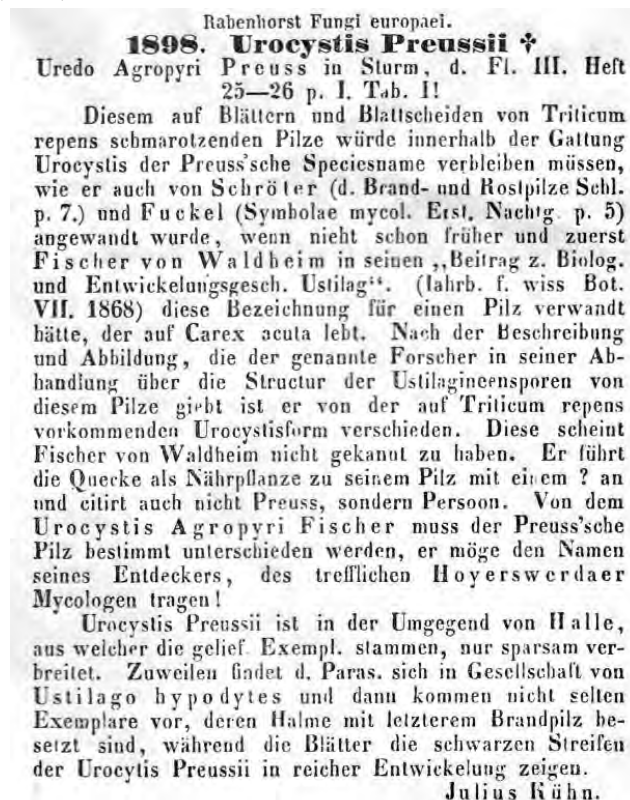 Rabenhorst Fungi europaei.
1898. Urocystis Preussii †
Uredo Agropyri Preuss in Sturm, d. Fl. III. Heft
25—26 p. I. Tab. I!
Diesem auf Blättern und Blattscheiden von Triticum
repens schmarotzenden Pilze würde innerhalb der Gattung
Urocystis der Preuss'sche Speciesname verbleiben müssen,
wie er auch von Schröter (d. Brand- und Rostpilze Schl.
p. 7.) und Fuckel (Symbolae mycol. Erst. Nachtg. p. 5)
angewandt wurde, wenn nicht schon früher und zuerst
Fischer von Waldheim in seinen „Beitrag z. Biolog.
und Entwickelungsgesch. Ustilag“. (Iahrb. f. wiss Bot.
VII. 1868) diese Bezeichnung für einen Pilz verwandt
hätte, der auf Carex acuta lebt. Nach der Beschreibung
und Abbildung, die der genannte Forscher in seiner Ab-
handlung über die Structur der Ustilagineensporen von
diesem Pilze giebt ist er von der auf Triticum repens
vorkommenden Urocystisform verschieden. Diese scheint
Fischer von Waldheim nicht gekannt zu haben. Er führt
die Quecke als Nährpflanze zu seinem Pilz mit einem ? an
und citirt auch nicht Preuss, sondern Persoon. Von dem
Urocystis Agropyri Fischer muss der Preuss'sche
Pilz bestimmt unterschieden werden, er möge den Namen
seines Entdeckers, des trefflichen Hoyerswerdaer
Mycologen tragen!
Urocystis Preussii ist in der Umgegend von Halle,
aus welcher die gelief. Exempl. stammen, nur sparsam ver-
breitet. Zuweilen findet d. Paras. sich in Gesellschaft von
Ustilago hypodytes und dann kommen nicht selten
Exemplare vor, deren Halme mit letzterem Brandpilz be-
setzt sind, während die Blätter die schwarzen Streifen
der Urocytis Preussii in reicher Entwickelung zeigen.
Julius Kühn.